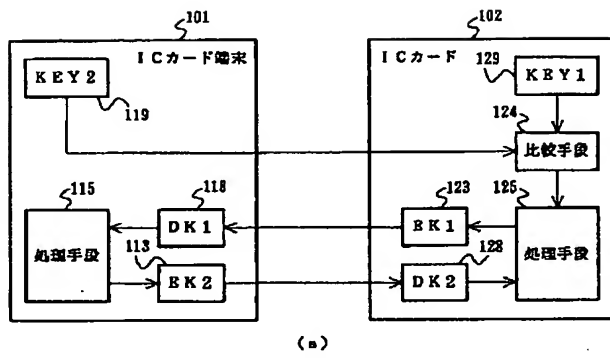 101
102
ICカード端末
ICカード
KEY2
119
129
KEY1
124
比較手段
115
118
123
125
DK1
EK1
処理手段
113
EK2
DK2
128
処理手段
(a)